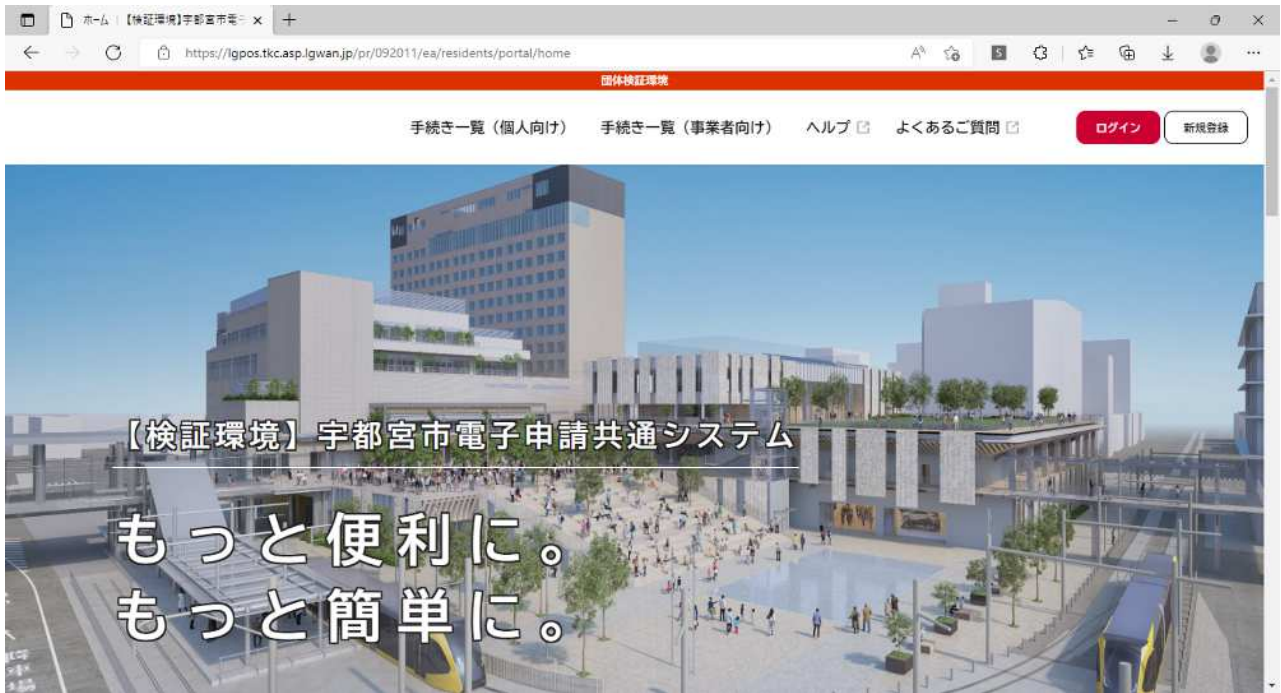 ホーム | 【検証環境】宇都宮市電子
https://lgpos.tkc.asp.lgwan.jp/pr/092011/ea/residents/portal/home
団体検証環境
手続き一覧（個人向け） 手続き一覧（事業者向け） ヘルプ よくあるご質問 ログイン 新規登録
【検証環境】宇都宮市電子申請共通システム
もっと便利に。
もっと簡単に。